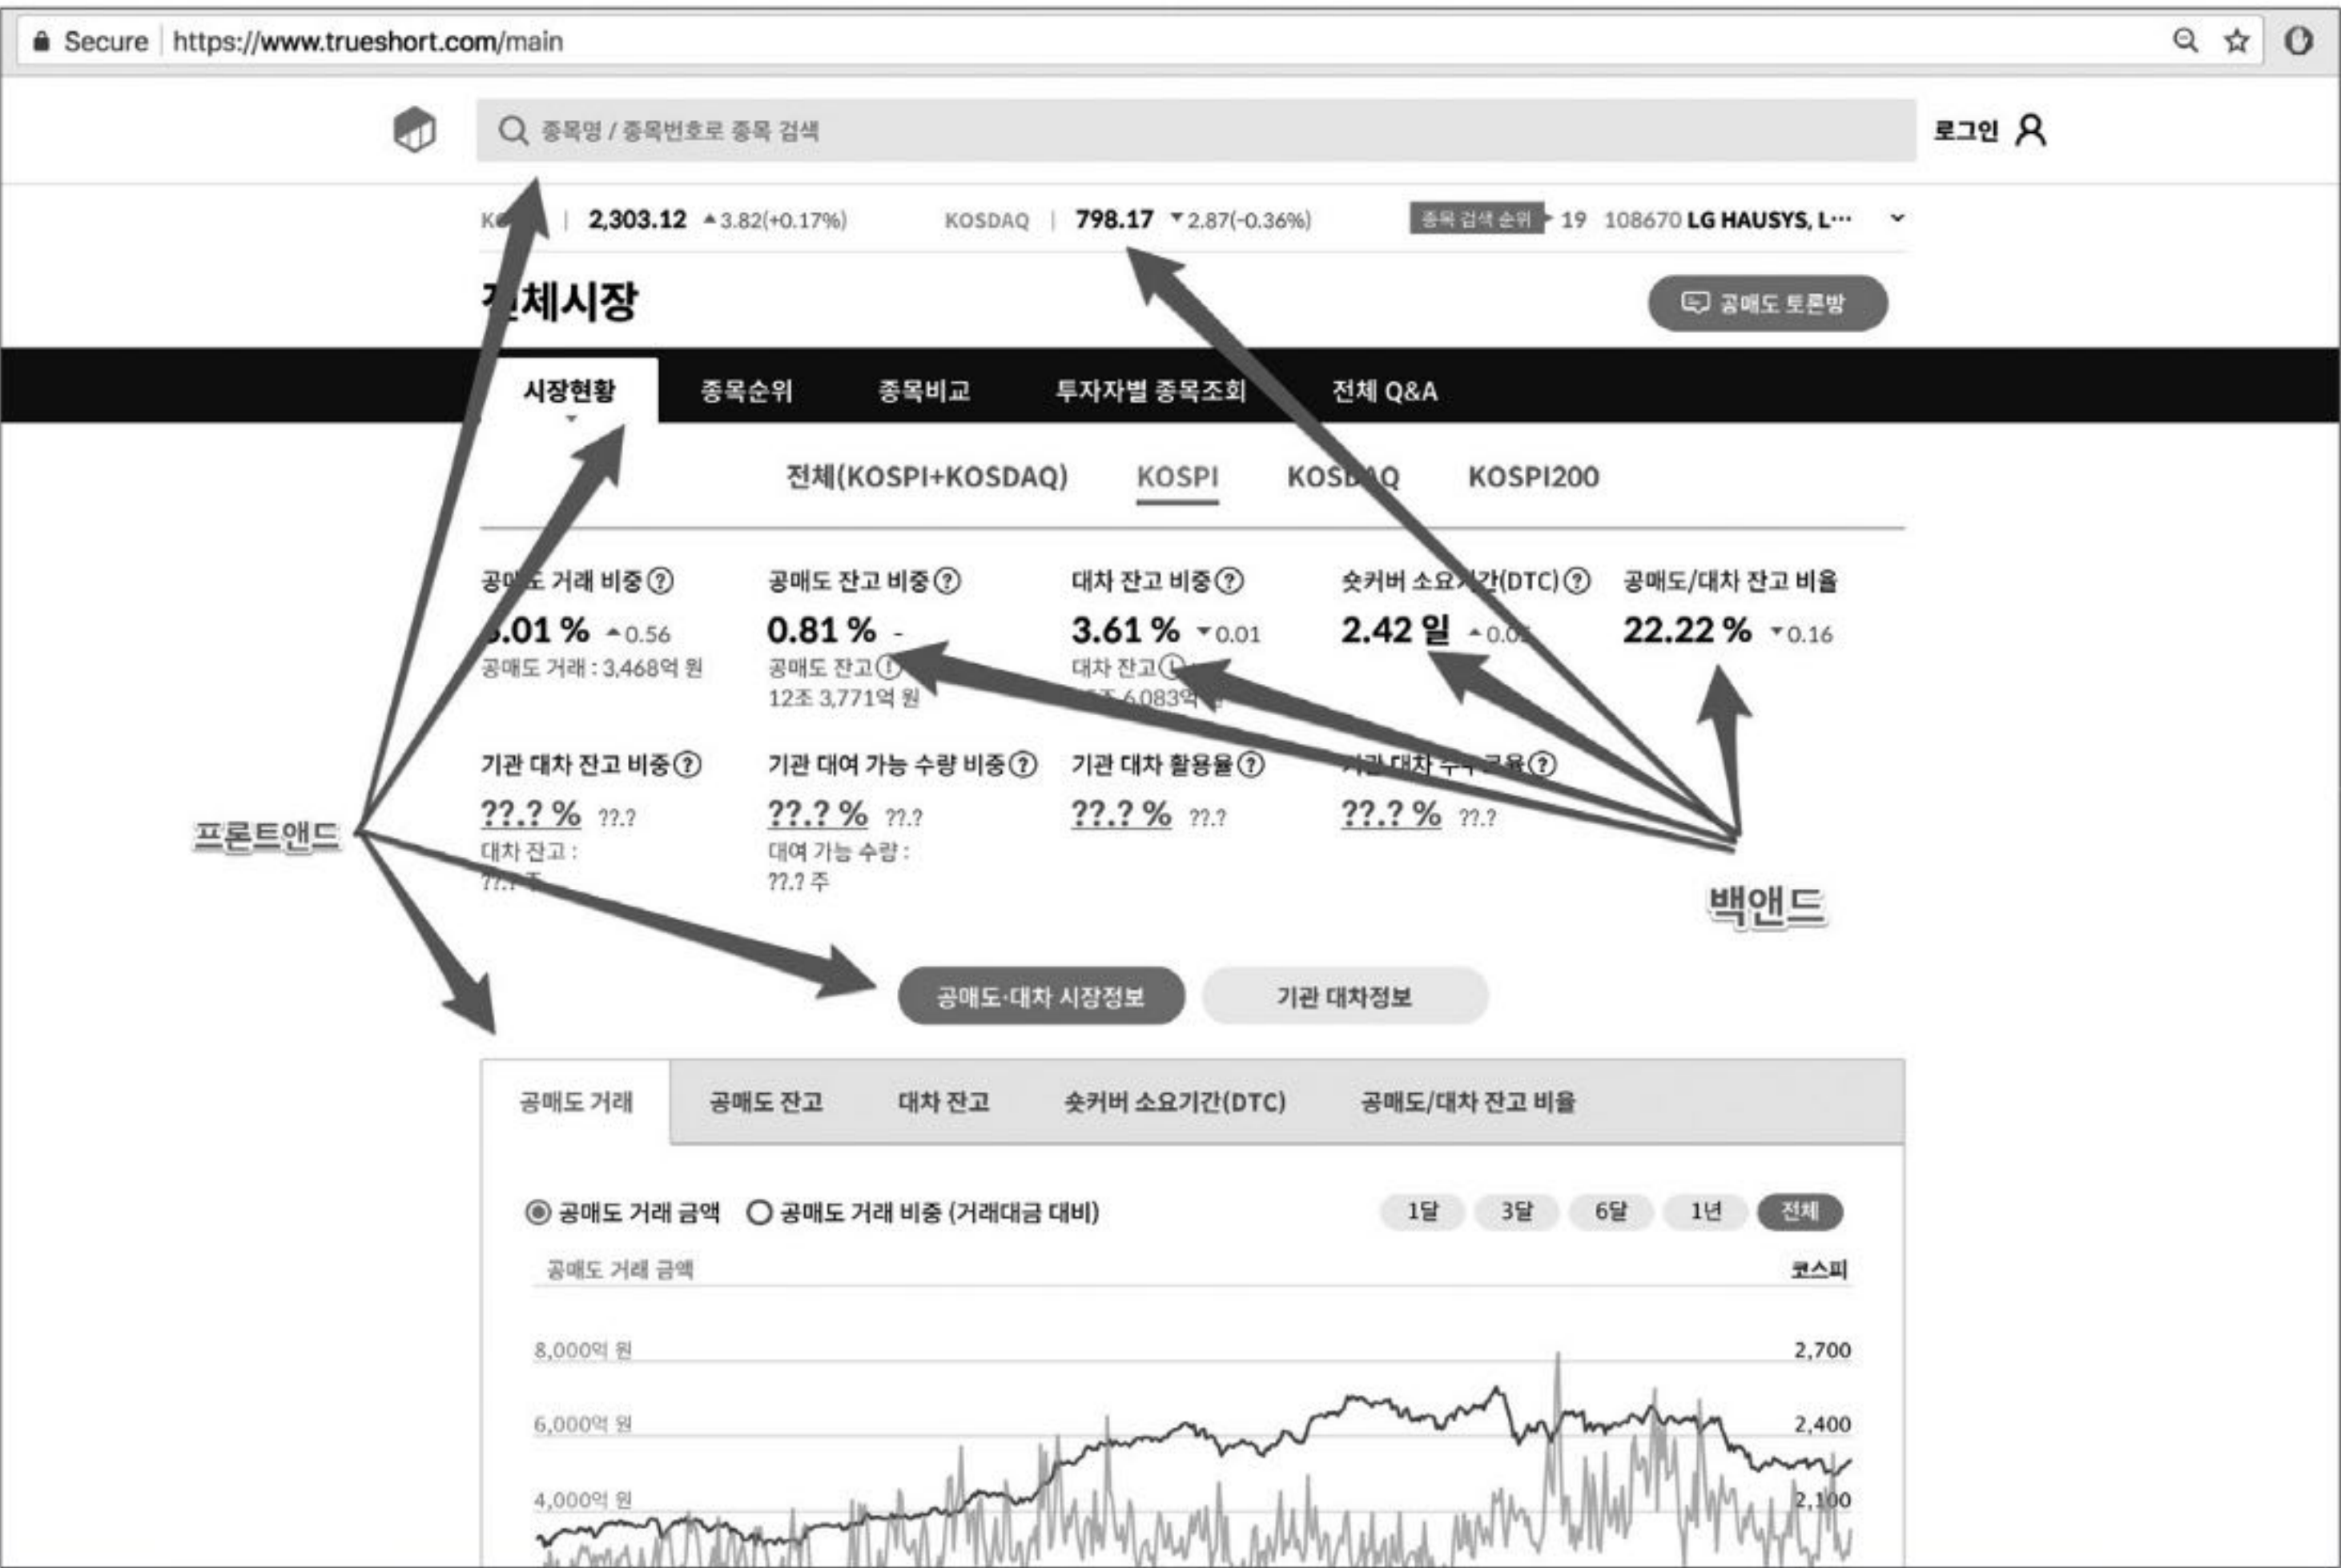 Secure https://www.trueshort.com/main
종목명 / 종목번호로 종목 검색
로그인
2,303.12 ▲3.82(+0.17%) KOSDAQ | 798.17 ▼2.87(-0.36%) 종목 검색 순위 19 108670 LG HAUSYS, L···
공매도 토론방
시장현황 종목순위 종목비교 투자자별 종목조회 전체 Q&A
전체(KOSPI+KOSDAQ) KOSPI KOSDAQ KOSPI200
공매도 거래 비중? 공매도 잔고 비중? 대차 잔고 비중? 숏커버 소요기간(DTC)? 공매도/대차 잔고 비율
.01 % ▲0.56 0.81 % - 3.61 % ▼0.01 2.42 일 22.22 % ▼0.16
공매도 거래 : 3,468억 원 공매도 잔고 대차 잔고
12조 3,771억 원 6,083억
기관 대차 잔고 비중? 기관 대여 가능 수량 비중? 기관 대차 활용율? 기관 대차
??.? % ??.? ??.? % ??.? ??.? % ??.? ??.? % ??.?
프론트앤드
대차 잔고 : 대여 가능 수량 :
??.? 주 ??.? 주
백앤드
공매도·대차 시장정보 기관 대차정보
공매도 거래 공매도 잔고 대차 잔고 숏커버 소요기간(DTC) 공매도/대차 잔고 비율
공매도 거래 금액 공매도 거래 비중 (거래대금 대비) 1달 3달 6달 1년 전체
공매도 거래 금액 코스피
8,000억 원 2,700
6,000억 원 2,400
4,000억 원 2,100